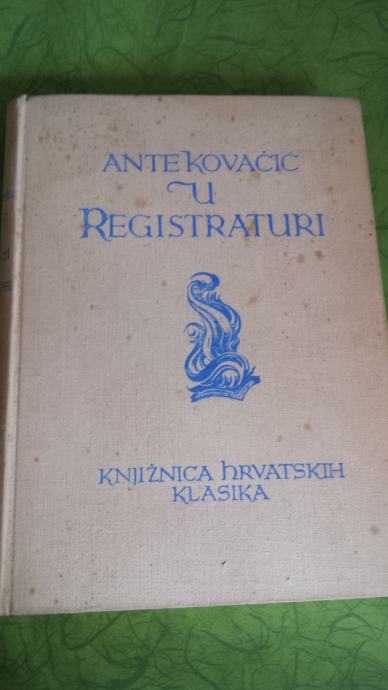 ANTE KOVAČIĆ
U
REGISTRATURI
KNJIŽNICA HRVATSKIH
KLASIKA